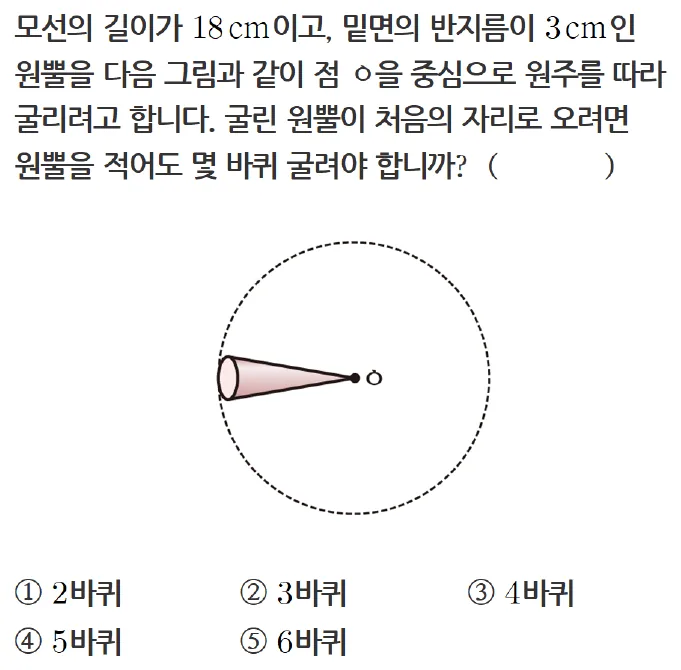 모선의 길이가 18 cm이고, 밑면의 반지름이 3 cm인
원뿔을 다음 그림과 같이 점 ㅇ을 중심으로 원주를 따라
굴리려고 합니다. 굴린 원뿔이 처음의 자리로 오려면
원뿔을 적어도 몇 바퀴 굴려야 합니까? (          )
ㅇ
① 2바퀴 ② 3바퀴 ③ 4바퀴
④ 5바퀴 ⑤ 6바퀴